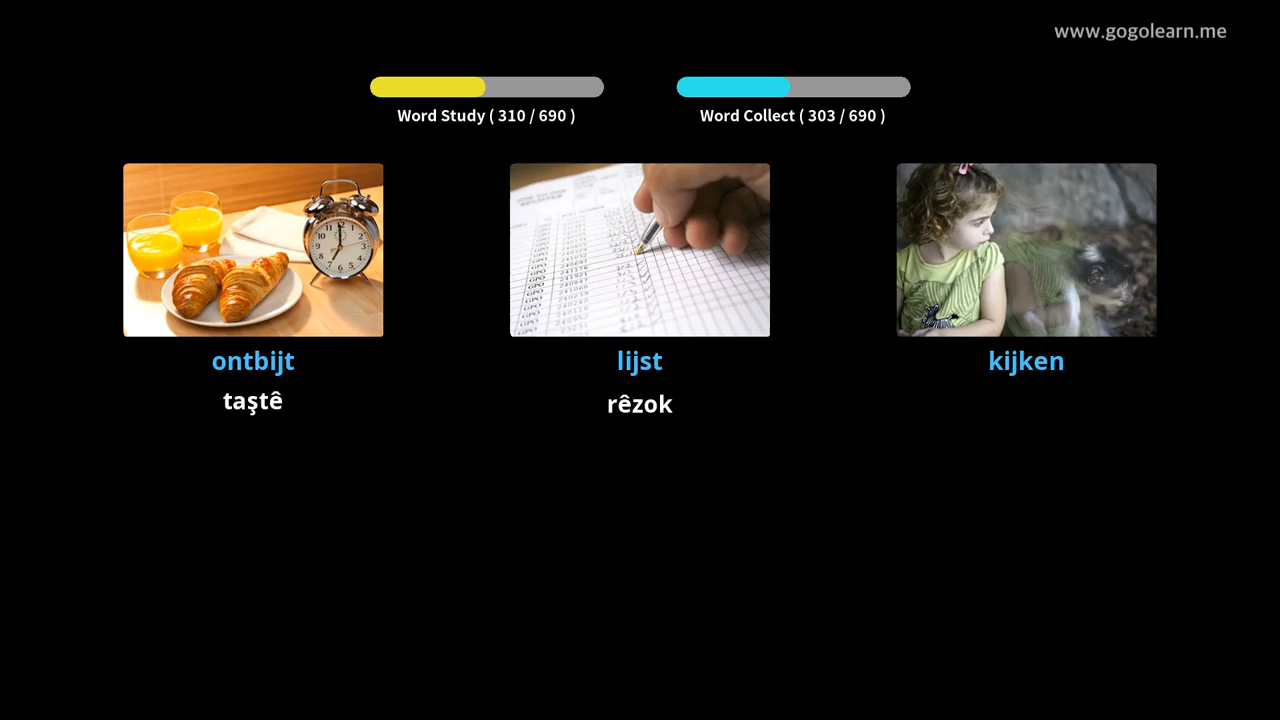 www.gogolearn.me
Word Study ( 310 / 690 )
Word Collect ( 303 / 690 )
ontbijt
lijst
kijken
taştê
rêzok